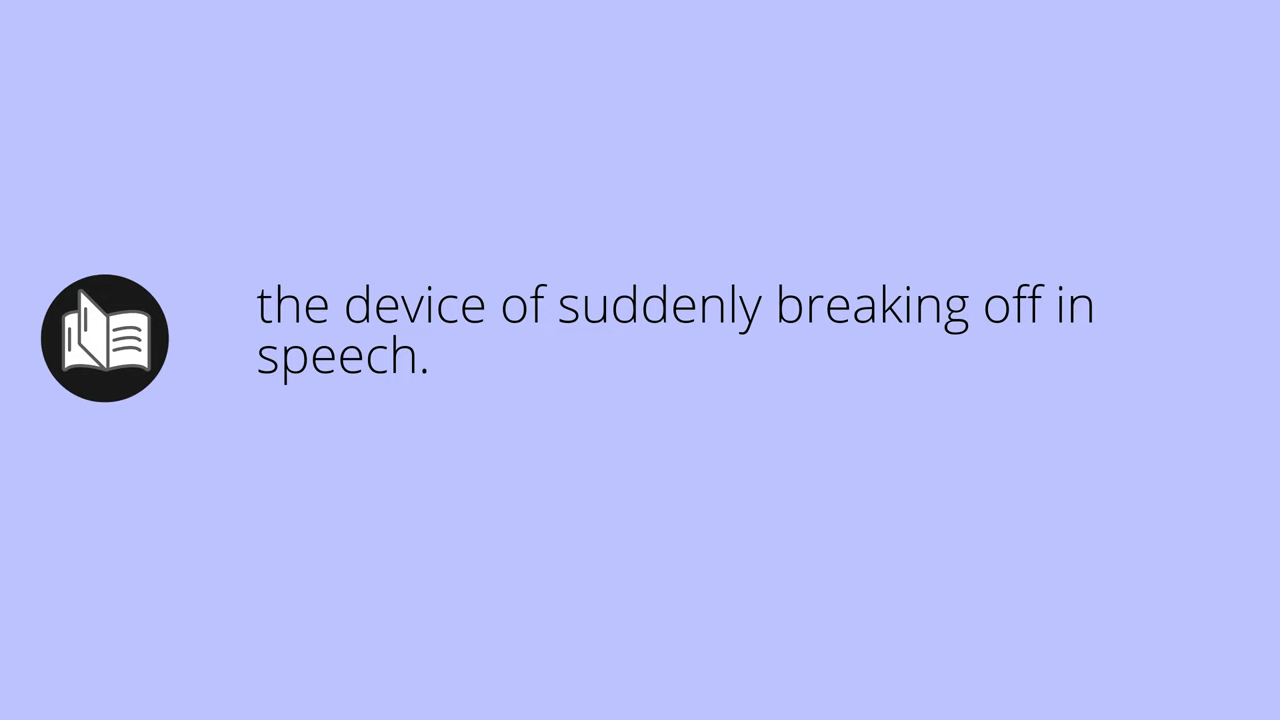 the device of suddenly breaking off in
speech.